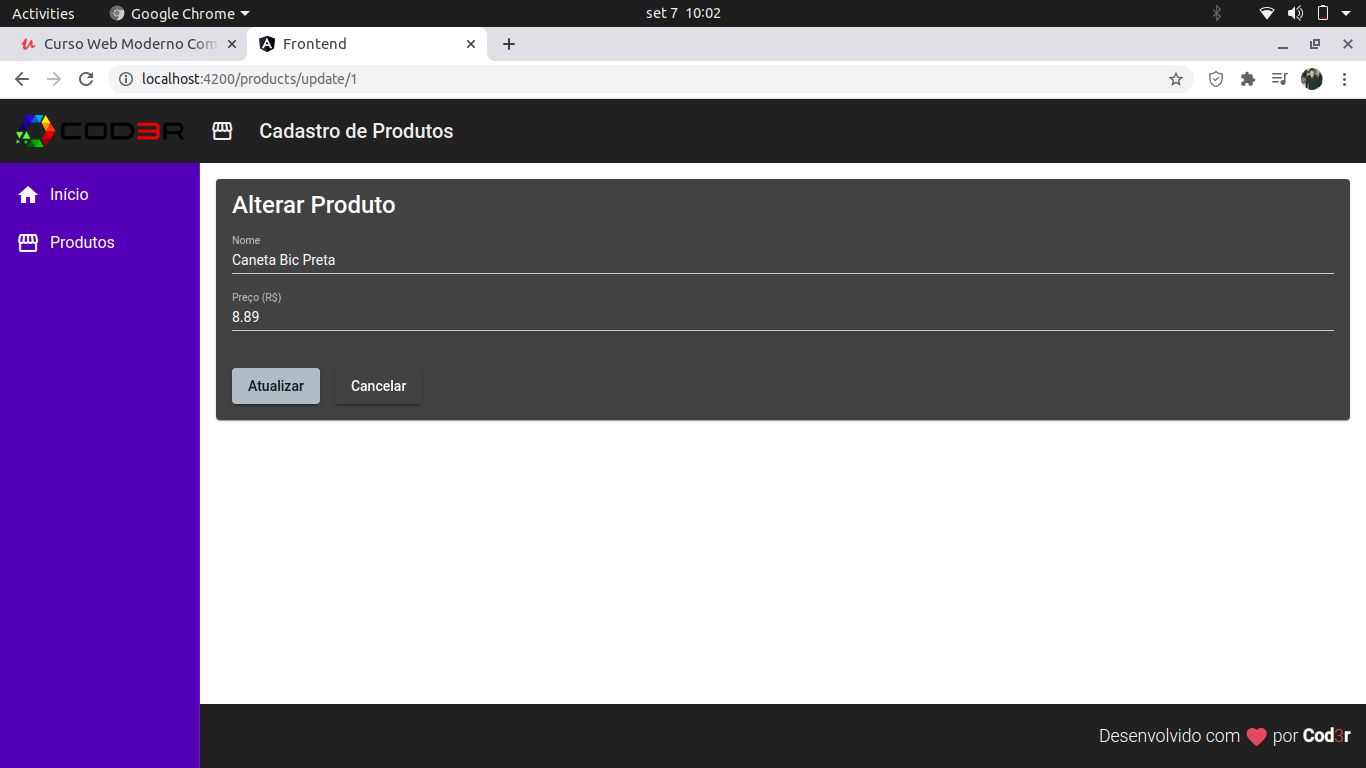 Activities Google Chrome set 7 10:02
Curso Web Moderno Com Frontend
localhost:4200/products/update/1
COD3R Cadastro de Produtos
Início
Produtos
Alterar Produto
Nome
Caneta Bic Preta
Preço (R$)
8.89
Atualizar Cancelar
Desenvolvido com por Cod3r